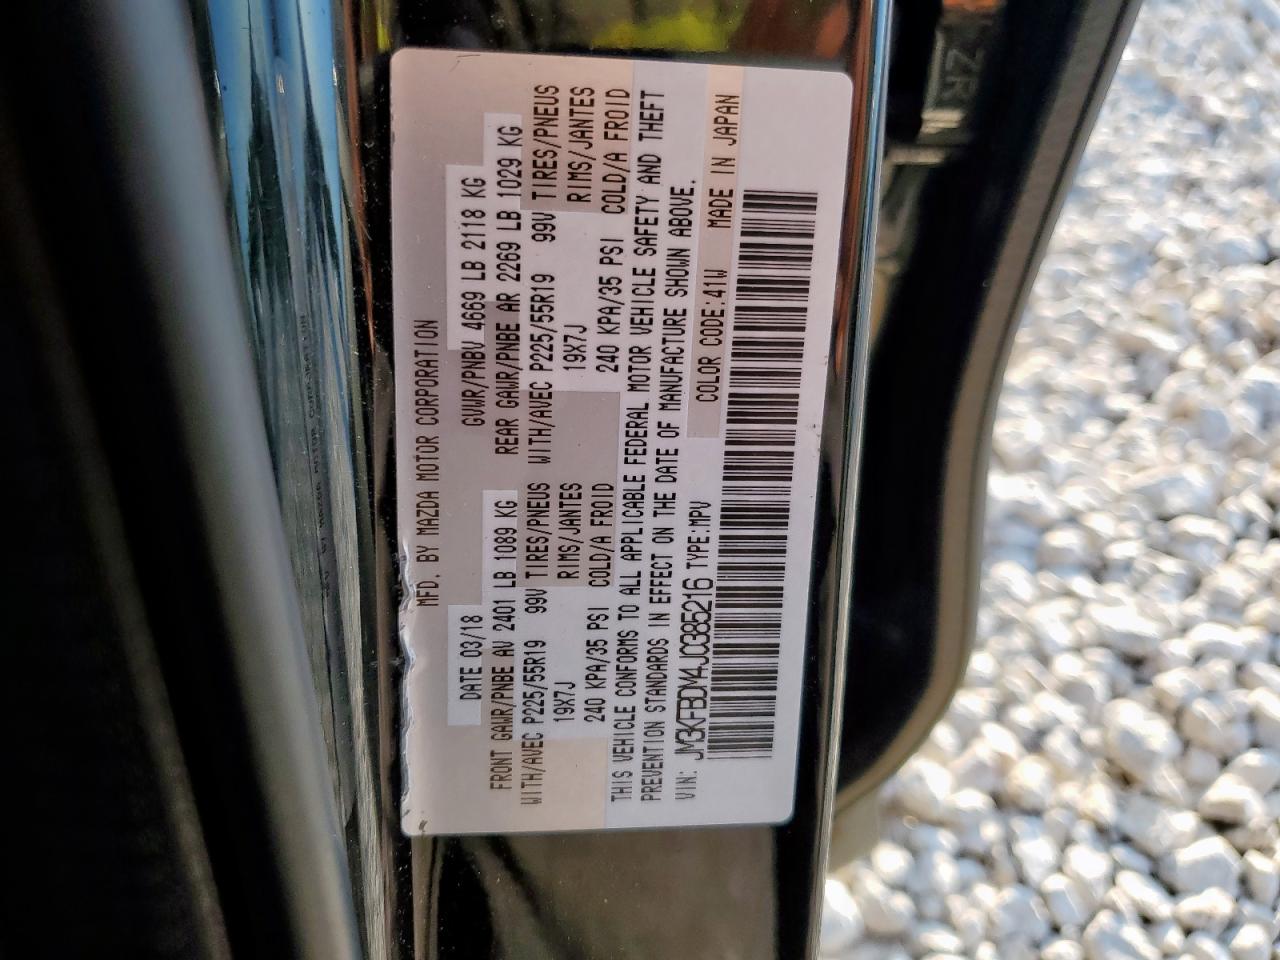 MFD. BY MAZDA MOTOR CORPORATION
DATE 03/18 GVWR/PNBV 4669 LB 2118 KG
FRONT GAWR/PNBE AV 2401 LB 1089 KG REAR GAWR/PNBE AR 2269 LB 1029 KG
WITH/AVEC P225/55R19 99V TIRES/PNEUS WITH/AVEC P225/55R19 99V TIRES/PNEUS
19X7J RIMS/JANTES 19X7J RIMS/JANTES
240 KPA/35 PSI COLD/A FROID 240 KPA/35 PSI COLD/A FROID
THIS VEHICLE CONFORMS TO ALL APPLICABLE FEDERAL MOTOR VEHICLE SAFETY AND THEFT
PREVENTION STANDARDS IN EFFECT ON THE DATE OF MANUFACTURE SHOWN ABOVE.
VIN: JM3KFBDM4J0385216 TYPE:MPV COLOR CODE:41W MADE IN JAPAN
ZR